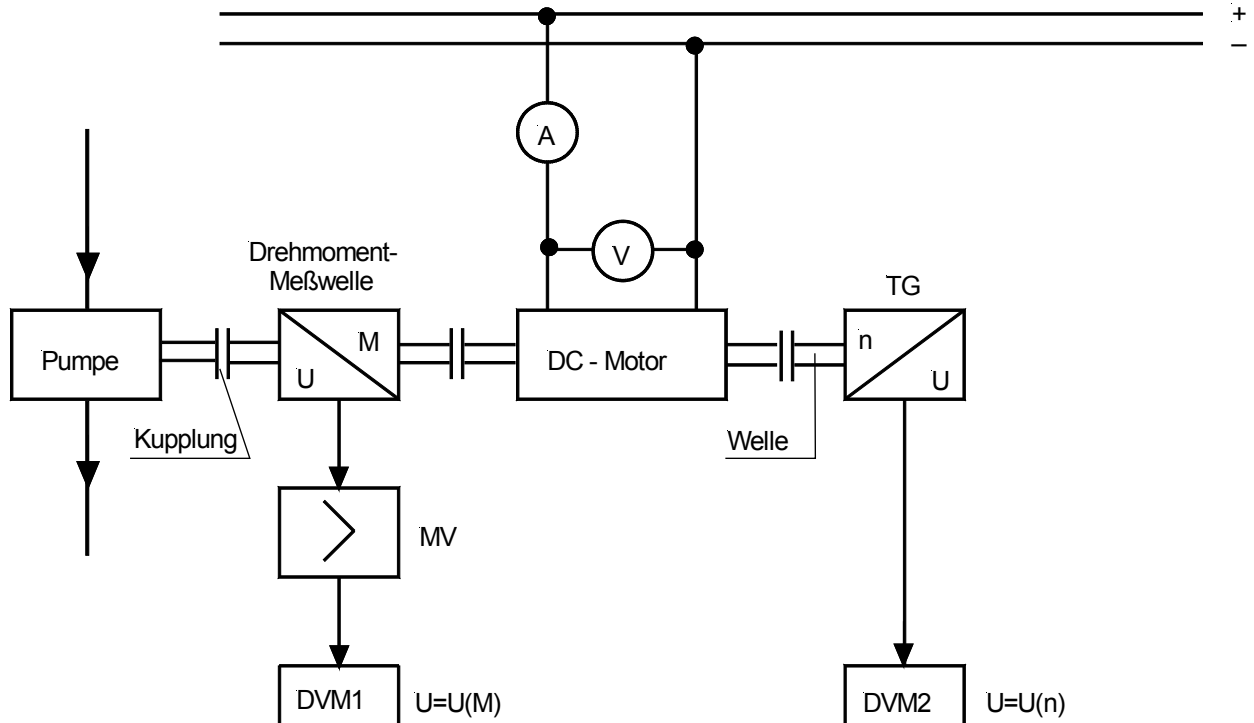 +
–
A
V
Drehmoment-
Meßwelle
TG
Pumpe
M
U
DC - Motor
n
U
Kupplung
Welle
MV
DVM1
U=U(M)
DVM2
U=U(n)